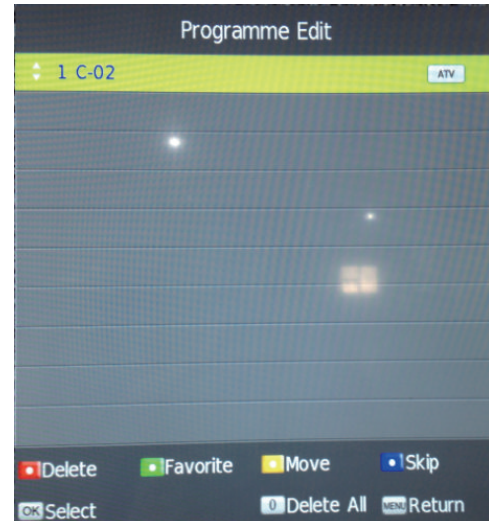 Programme Edit
1 C-02 ATV
Delete Favorite Move Skip
OK Select 0 Delete All MENU Return